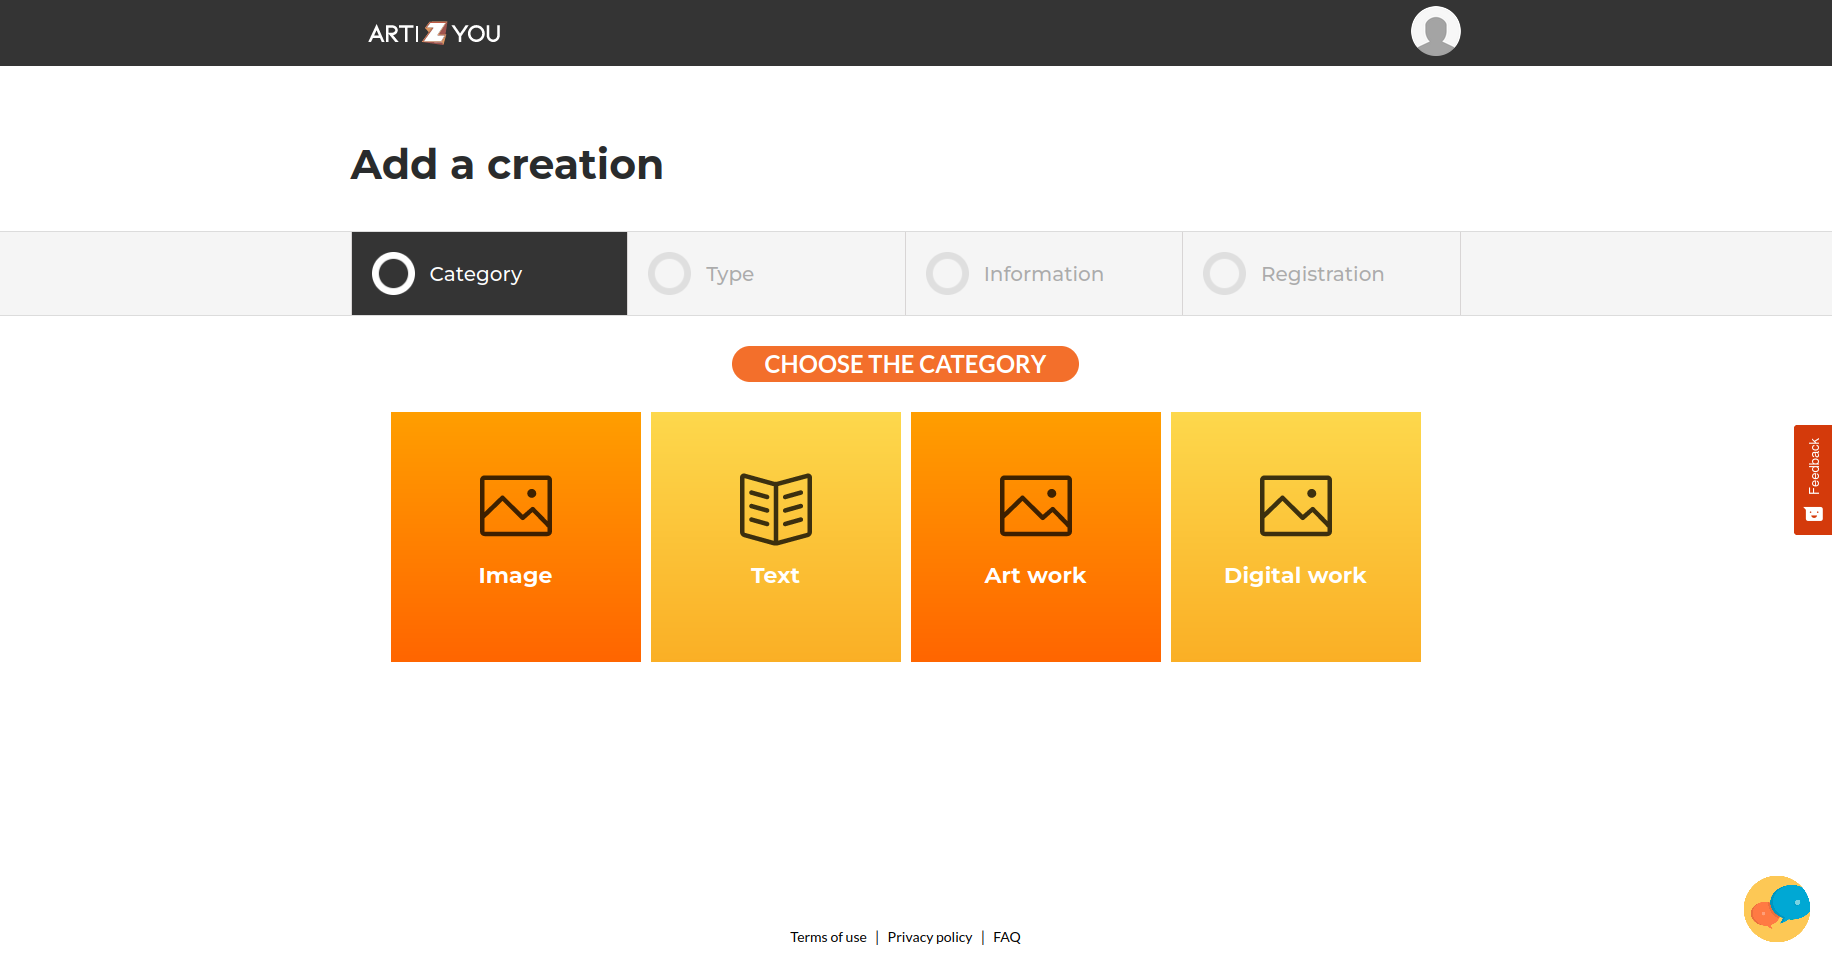 ARTIZYOU
Add a creation
Category
Type
Information
Registration
CHOOSE THE CATEGORY
Image
Text
Art work
Digital work
Feedback
Terms of use | Privacy policy | FAQ